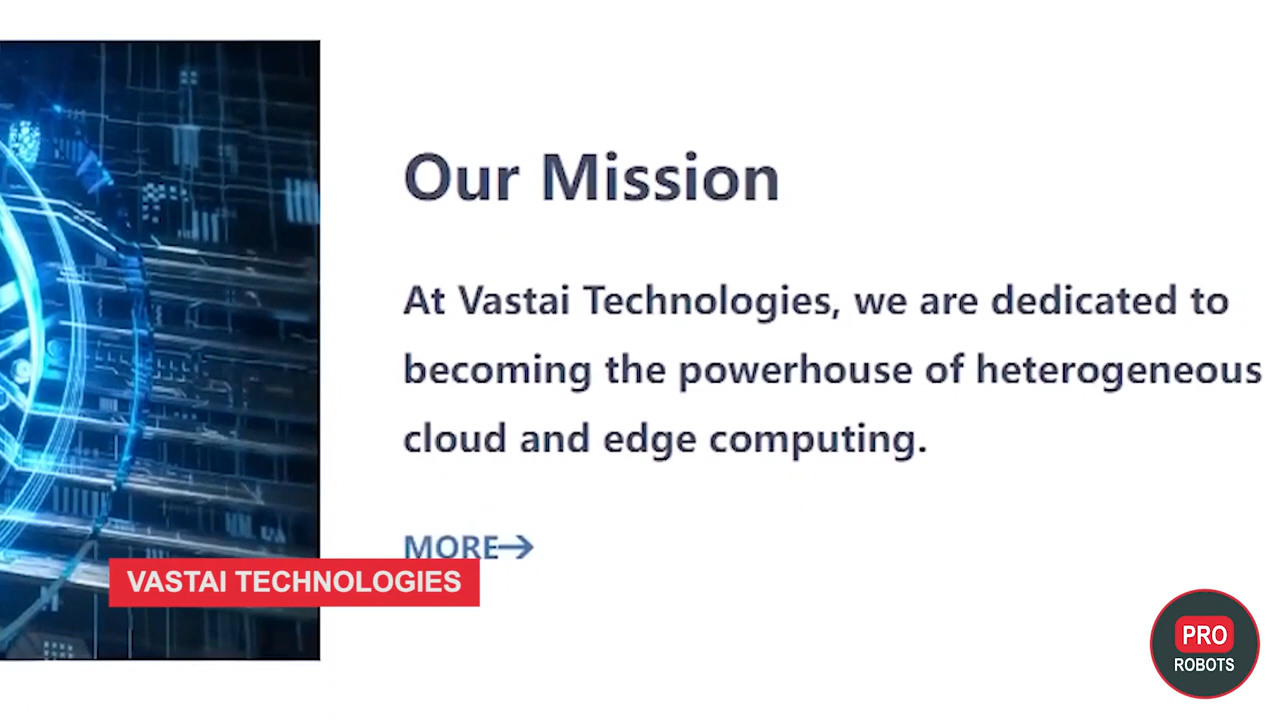 Our Mission
At Vastai Technologies, we are dedicated to
becoming the powerhouse of heterogeneous
cloud and edge computing.
MORE→
VASTAI TECHNOLOGIES
PRO
ROBOTS